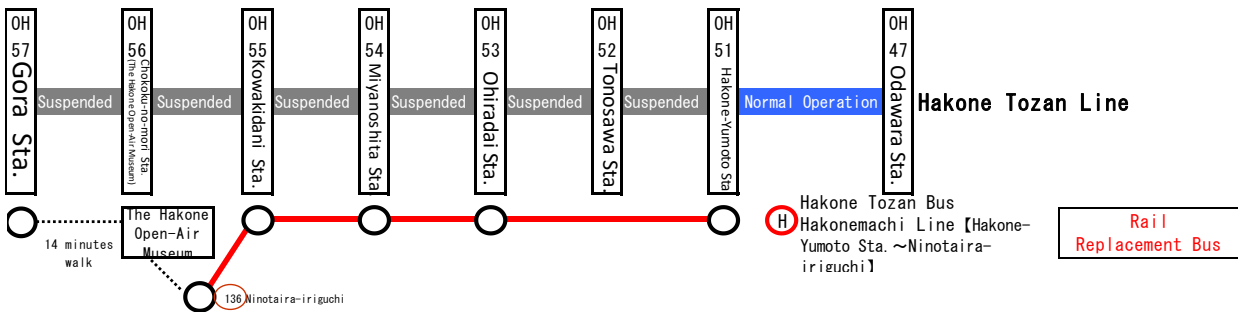 OH
57
Gora Sta.
OH
56
Chokoku-no-mori Sta.
(The Hakone Open-Air Museum)
OH
55
Kowakidani Sta.
OH
54
Miyanoshita Sta
OH
53
Ohiradai Sta.
OH
52
Tonosawa Sta.
OH
51
Hakone-Yumoto Sta
OH
47
Odawara Sta.
Suspended
Suspended
Suspended
Suspended
Suspended
Suspended
Normal Operation
Hakone Tozan Line
14 minutes
walk
The Hakone
Open-Air
Museum
136 Ninotaira-iriguchi
H
Hakone Tozan Bus
Hakonemachi Line【Hakone-
Yumoto Sta.～Ninotaira-
iriguchi】
Rail
Replacement Bus